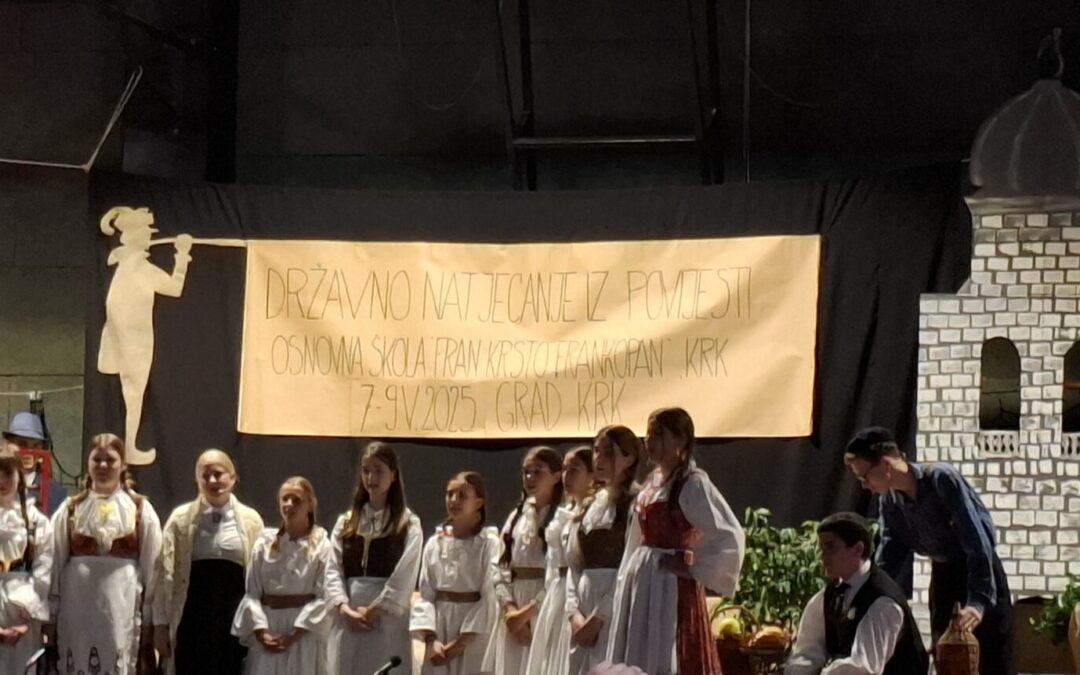 DRŽAVNO NATJECANJE IZ POVIJESTI
OSNOVNA ŠKOLA "FRAN KRSTO FRANKOPAN", KRK
7.-9.V.2025. GRAD KRK